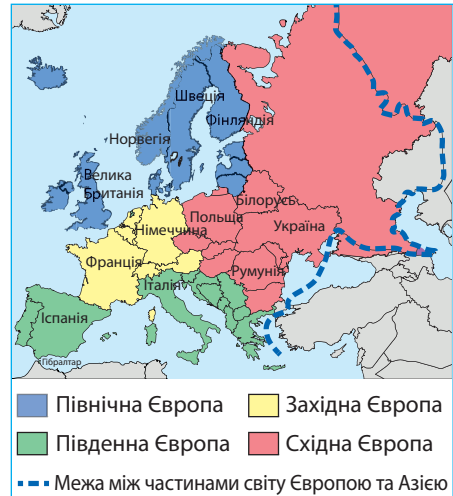 Швеція
Фінляндія
Норвегія
Велика
Британія
Білорусь
Польща
Німеччина
Україна
Франція
Румунія
Італія
Іспанія
Гібралтар
Північна Європа
Західна Європа
Південна Європа
Східна Європа
Межа між частинами світу Європою та Азією